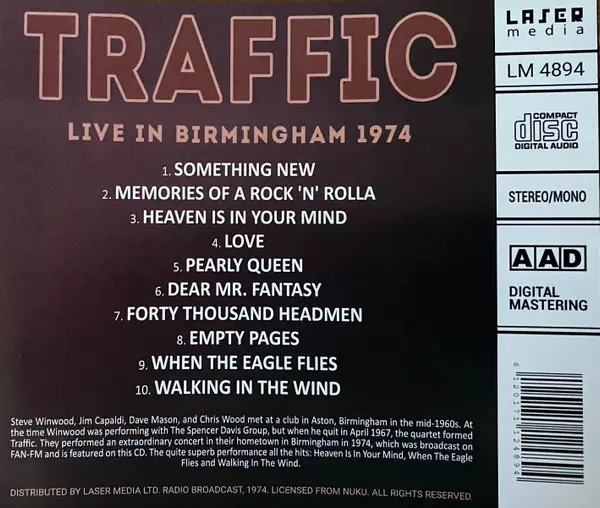 TRAFFIC
LIVE IN BIRMINGHAM 1974
1. SOMETHING NEW
2. MEMORIES OF A ROCK 'N' ROLLA
3. HEAVEN IS IN YOUR MIND
4. LOVE
5. PEARLY QUEEN
6. DEAR MR. FANTASY
7. FORTY THOUSAND HEADMEN
8. EMPTY PAGES
9. WHEN THE EAGLE FLIES
10. WALKING IN THE WIND
Steve Winwood, Jim Capaldi, Dave Mason, and Chris Wood met at a club in Aston, Birmingham in the mid-1960s. At
the time Winwood was performing with The Spencer Davis Group, but when he quit in April 1967, the quartet formed
Traffic. They performed an extraordinary concert in their hometown in Birmingham in 1974, which was broadcast on
FAN-FM and is featured on this CD. The quite superb performance all the hits: Heaven Is In Your Mind, When The Eagle
Flies and Walking In The Wind.
DISTRIBUTED BY LASER MEDIA LTD. RADIO BROADCAST, 1974. LICENSED FROM NUKU. ALL RIGHTS RESERVED.
LASER
media
LM 4894
COMPACT
disc
DIGITAL AUDIO
STEREO/MONO
AAD
DIGITAL
MASTERING
6 120171 124894